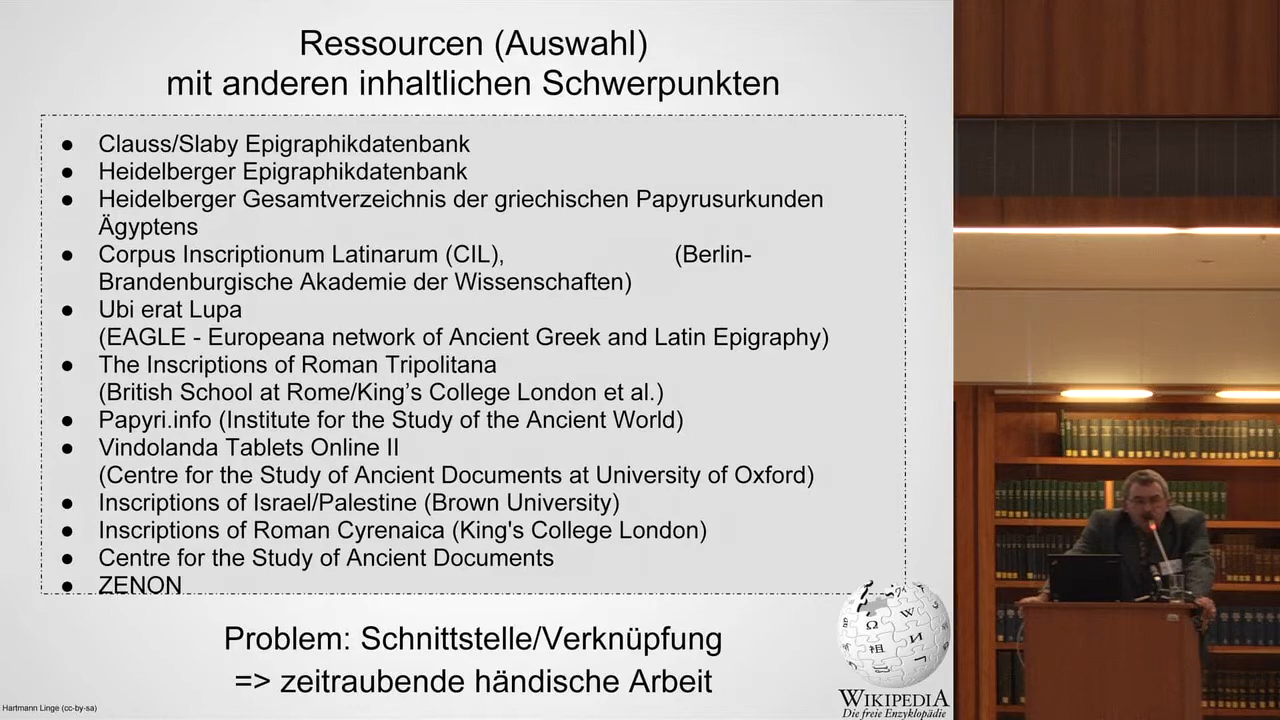 Ressourcen (Auswahl)
mit anderen inhaltlichen Schwerpunkten
● Clauss/Slaby Epigraphikdatenbank
● Heidelberger Epigraphikdatenbank
● Heidelberger Gesamtverzeichnis der griechischen Papyrusurkunden
Ägyptens
● Corpus Inscriptionum Latinarum (CIL), (Berlin-
Brandenburgische Akademie der Wissenschaften)
● Ubi erat Lupa
(EAGLE - Europeana network of Ancient Greek and Latin Epigraphy)
● The Inscriptions of Roman Tripolitana
(British School at Rome/King’s College London et al.)
● Papyri.info (Institute for the Study of the Ancient World)
● Vindolanda Tablets Online II
(Centre for the Study of Ancient Documents at University of Oxford)
● Inscriptions of Israel/Palestine (Brown University)
● Inscriptions of Roman Cyrenaica (King's College London)
● Centre for the Study of Ancient Documents
● ZENON
Problem: Schnittstelle/Verknüpfung
=> zeitraubende händische Arbeit
WIKIPEDIA
Die freie Enzyklopädie
Hartmann Linge (cc-by-sa)